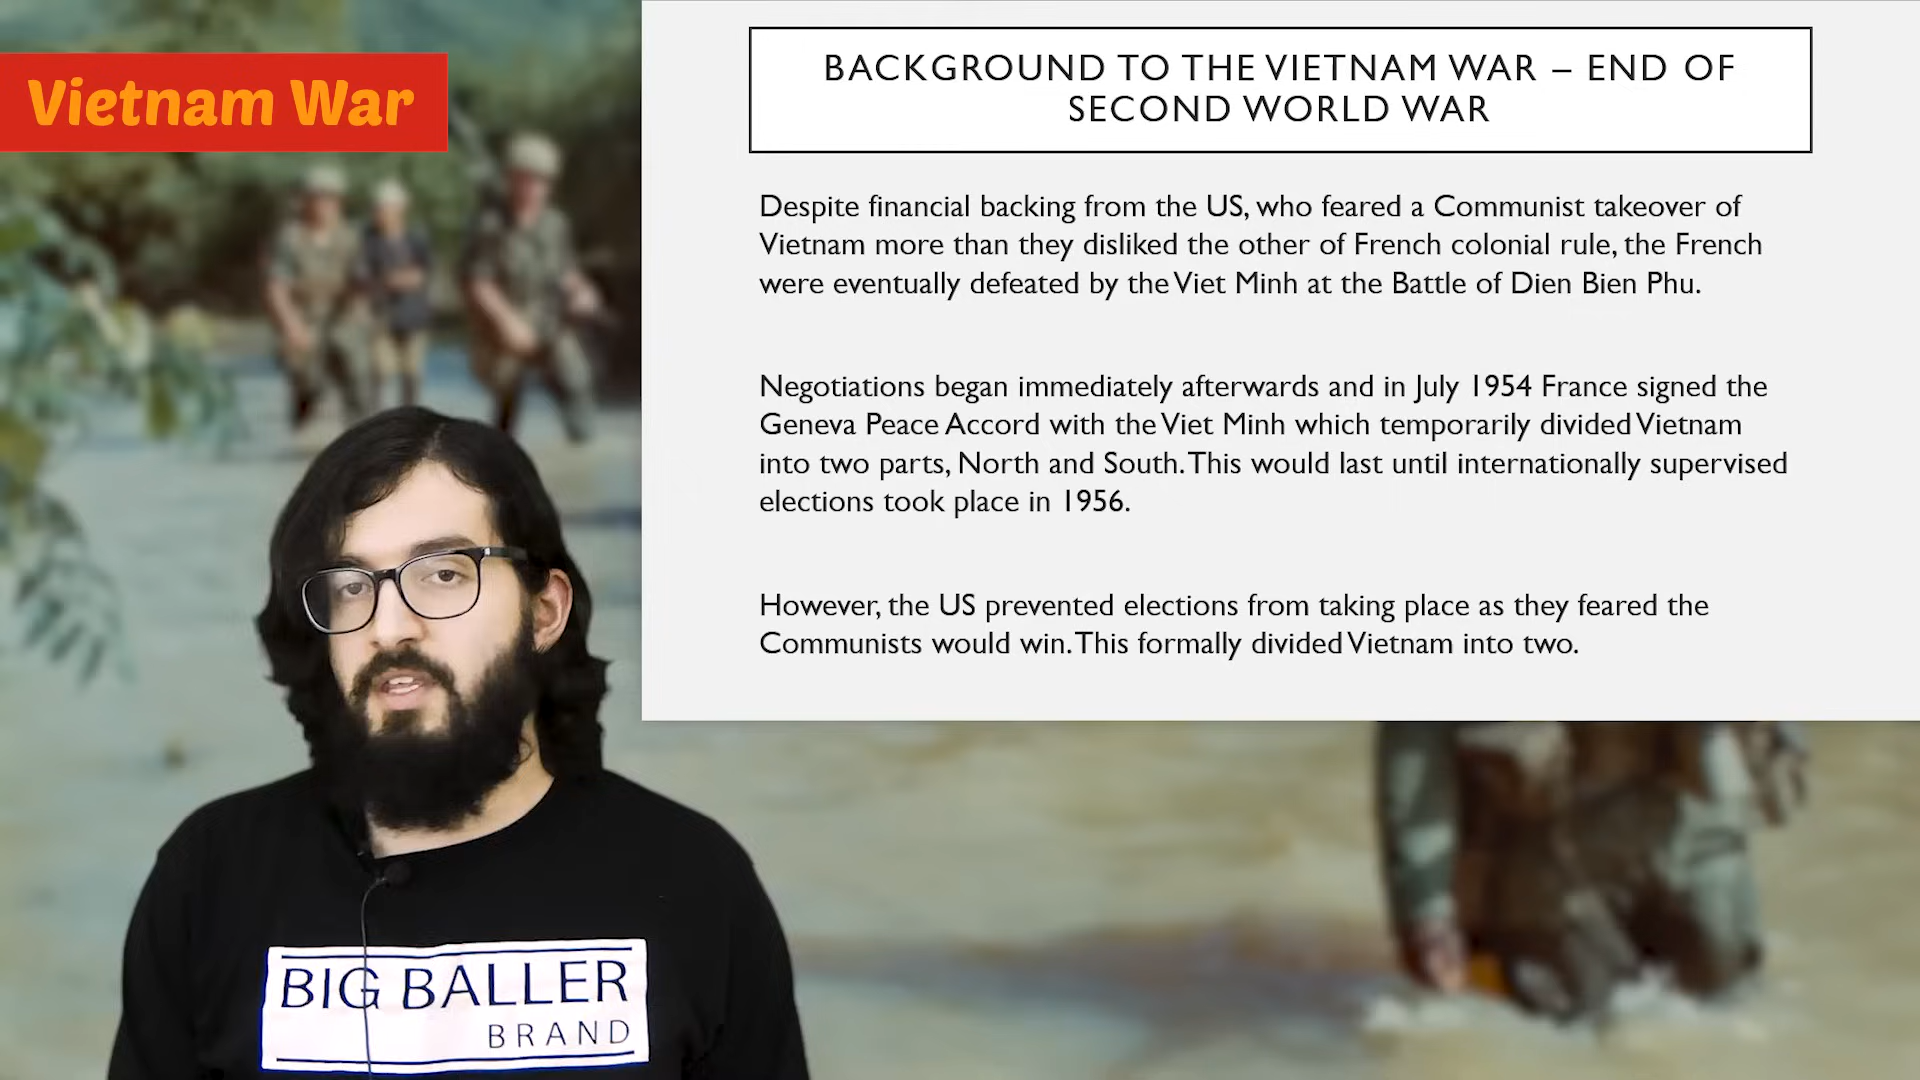 Vietnam War
BACKGROUND TO THE VIETNAM WAR – END OF
SECOND WORLD WAR
Despite financial backing from the US, who feared a Communist takeover of
Vietnam more than they disliked the other of French colonial rule, the French
were eventually defeated by the Viet Minh at the Battle of Dien Bien Phu.
Negotiations began immediately afterwards and in July 1954 France signed the
Geneva Peace Accord with the Viet Minh which temporarily divided Vietnam
into two parts, North and South. This would last until internationally supervised
elections took place in 1956.
However, the US prevented elections from taking place as they feared the
Communists would win. This formally divided Vietnam into two.
BIG BALLER
BRAND